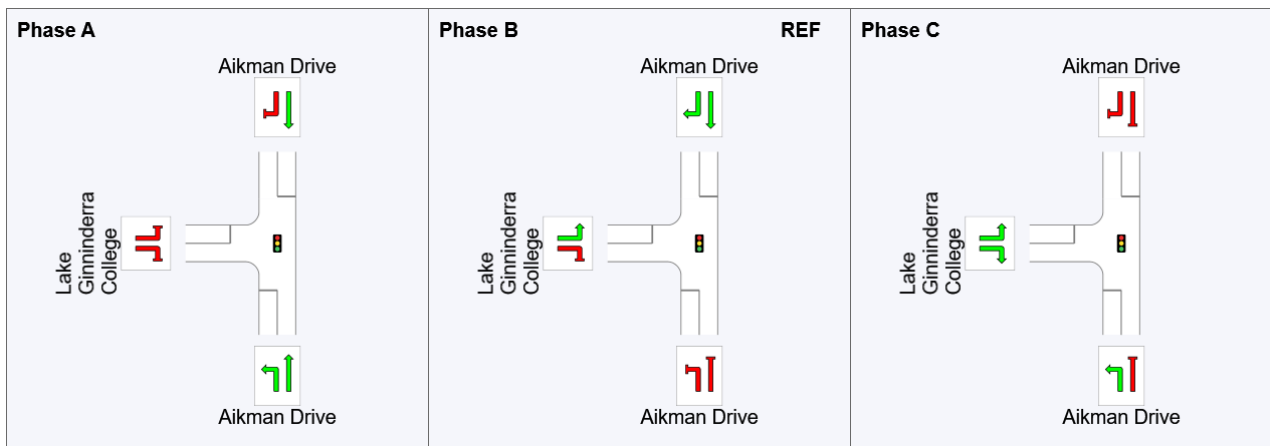 Phase A
Aikman Drive
Lake
Ginninderra
College
Aikman Drive
Phase B
REF
Aikman Drive
Lake
Ginninderra
College
Aikman Drive
Phase C
Aikman Drive
Lake
Ginninderra
College
Aikman Drive